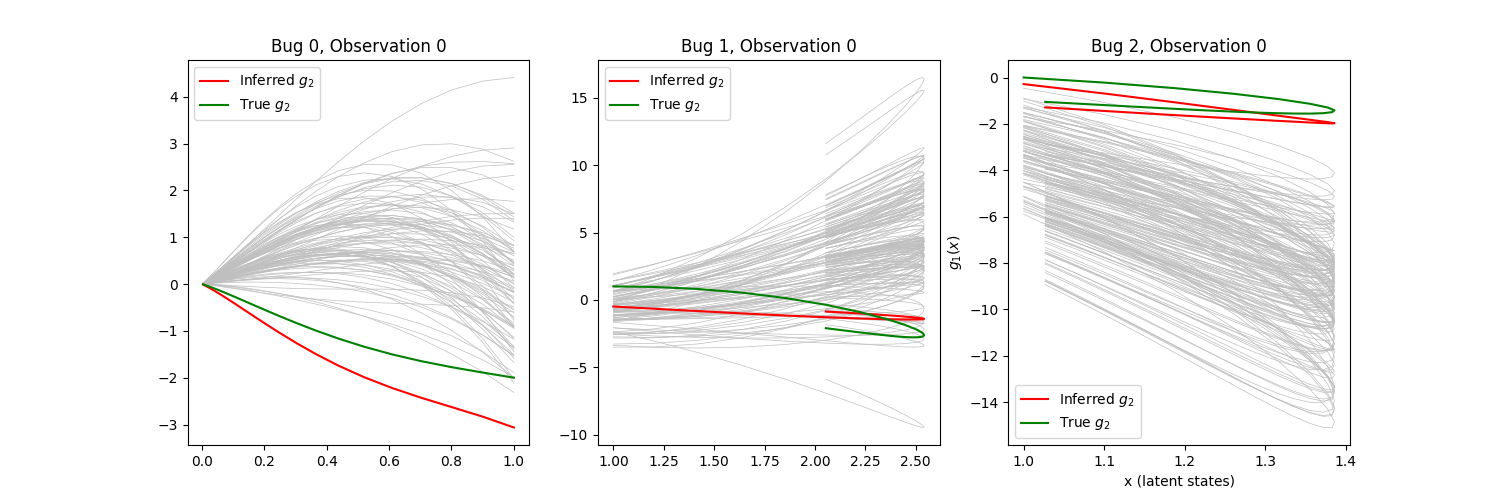 Bug 0, Observation 0
Inferred g₂
True g₂
4
3
2
1
0
−1
−2
−3
0.0 0.2 0.4 0.6 0.8 1.0
Bug 1, Observation 0
Inferred g₂
True g₂
15
10
5
0
−5
−10
1.00 1.25 1.50 1.75 2.00 2.25 2.50
Bug 2, Observation 0
g₁(x)
0
−2
−4
−6
−8
−10
−12
−14
Inferred g₂
True g₂
1.0 1.1 1.2 1.3 1.4
x (latent states)